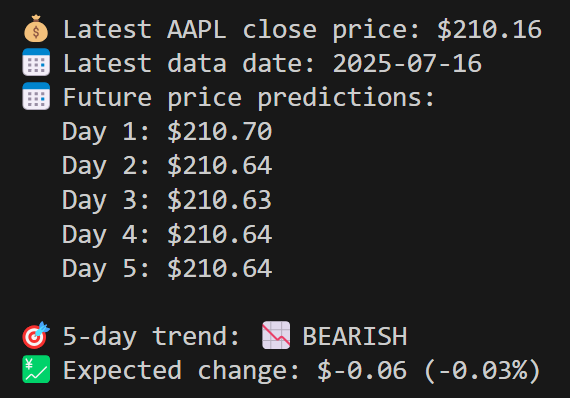 💰 Latest AAPL close price: $210.16
📅 Latest data date: 2025-07-16
📅 Future price predictions:
Day 1: $210.70
Day 2: $210.64
Day 3: $210.63
Day 4: $210.64
Day 5: $210.64
🎯 5-day trend: 📉 BEARISH
💹 Expected change: $-0.06 (-0.03%)